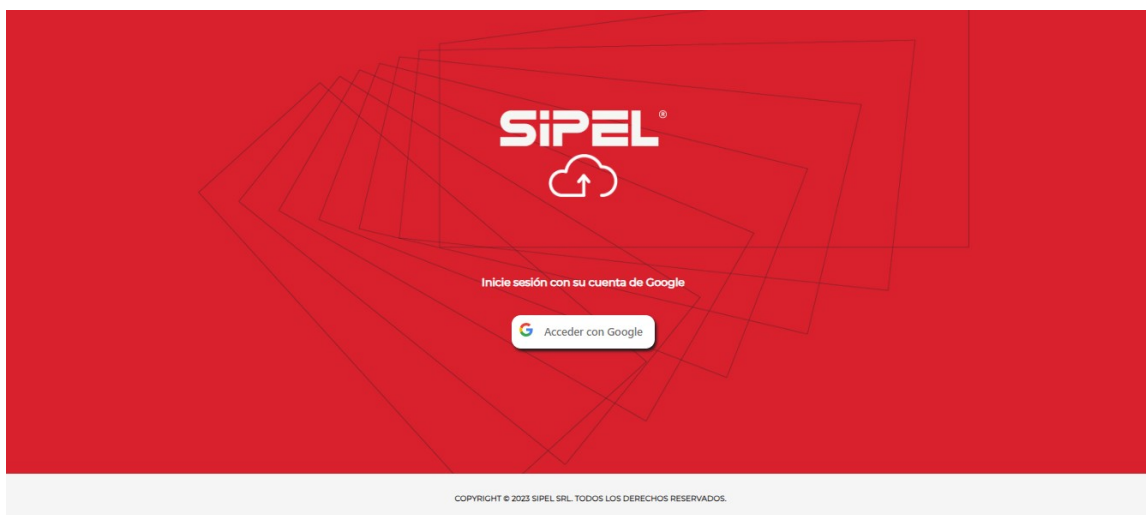 SiPEL®
Inicie sesión con su cuenta de Google
Acceder con Google
COPYRIGHT © 2023 SIPEL SRL. TODOS LOS DERECHOS RESERVADOS.